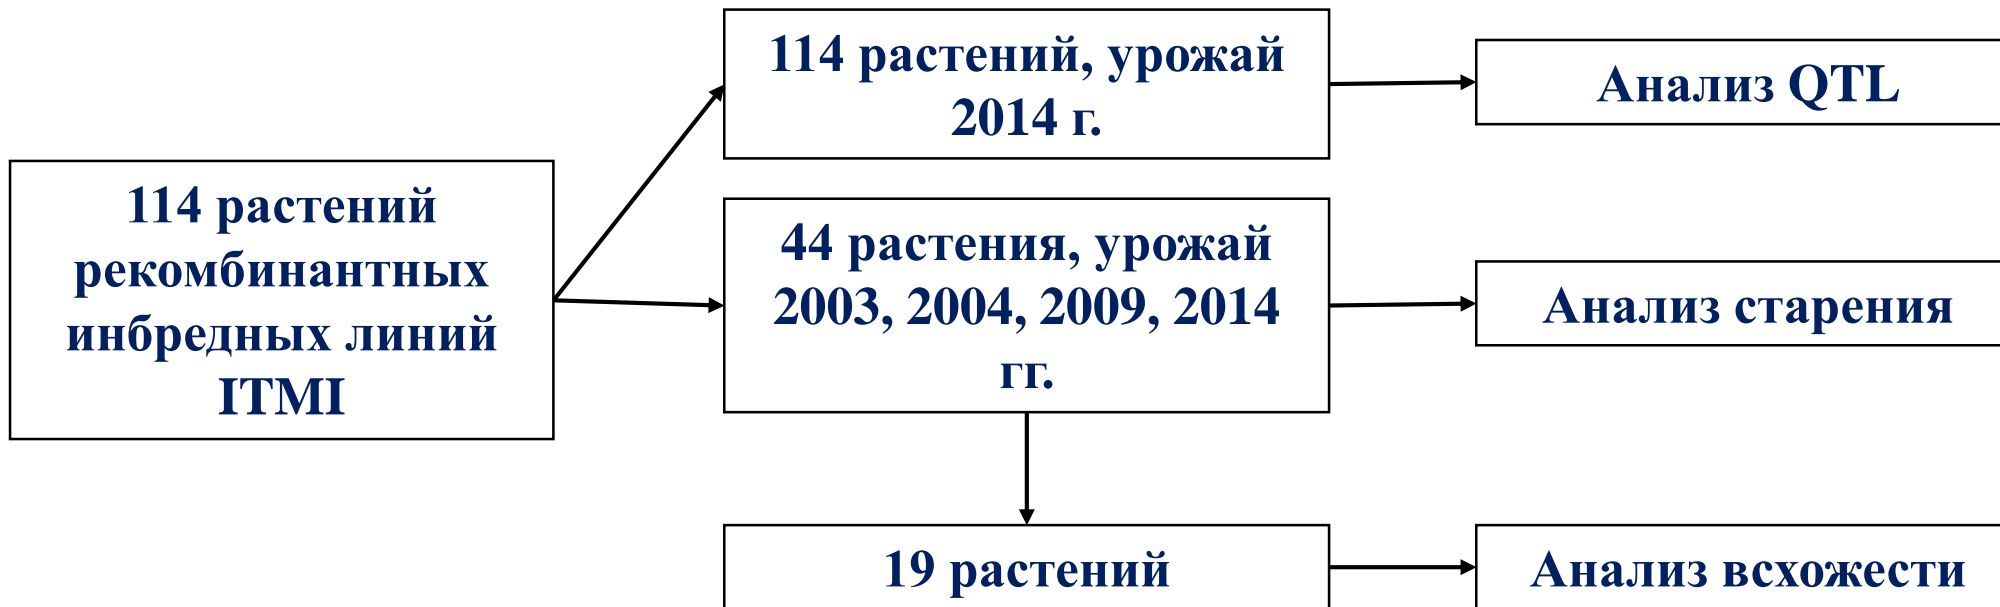 114 растений
рекомбинантных
инбредных линий
ITMI
114 растений, урожай
2014 г.
Анализ QTL
44 растения, урожай
2003, 2004, 2009, 2014
гг.
Анализ старения
19 растений
Анализ всхожести